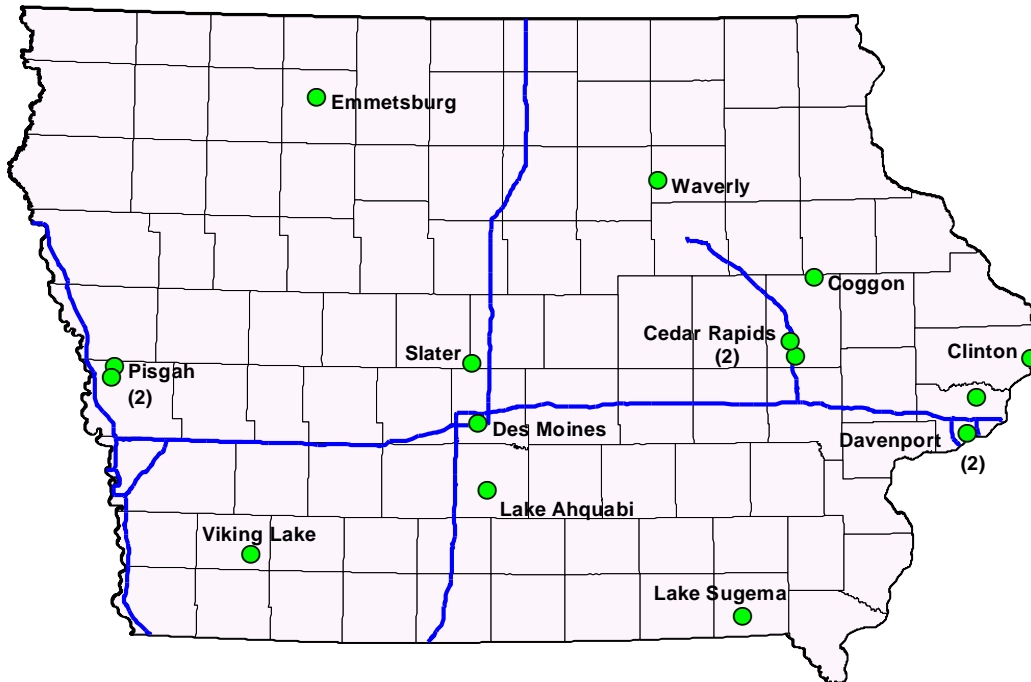 Emmetsburg
Waverly
Coggon
Cedar Rapids
(2)
Clinton
Slater
Pisgah
(2)
Des Moines
Davenport
(2)
Lake Ahquabi
Viking Lake
Lake Sugema